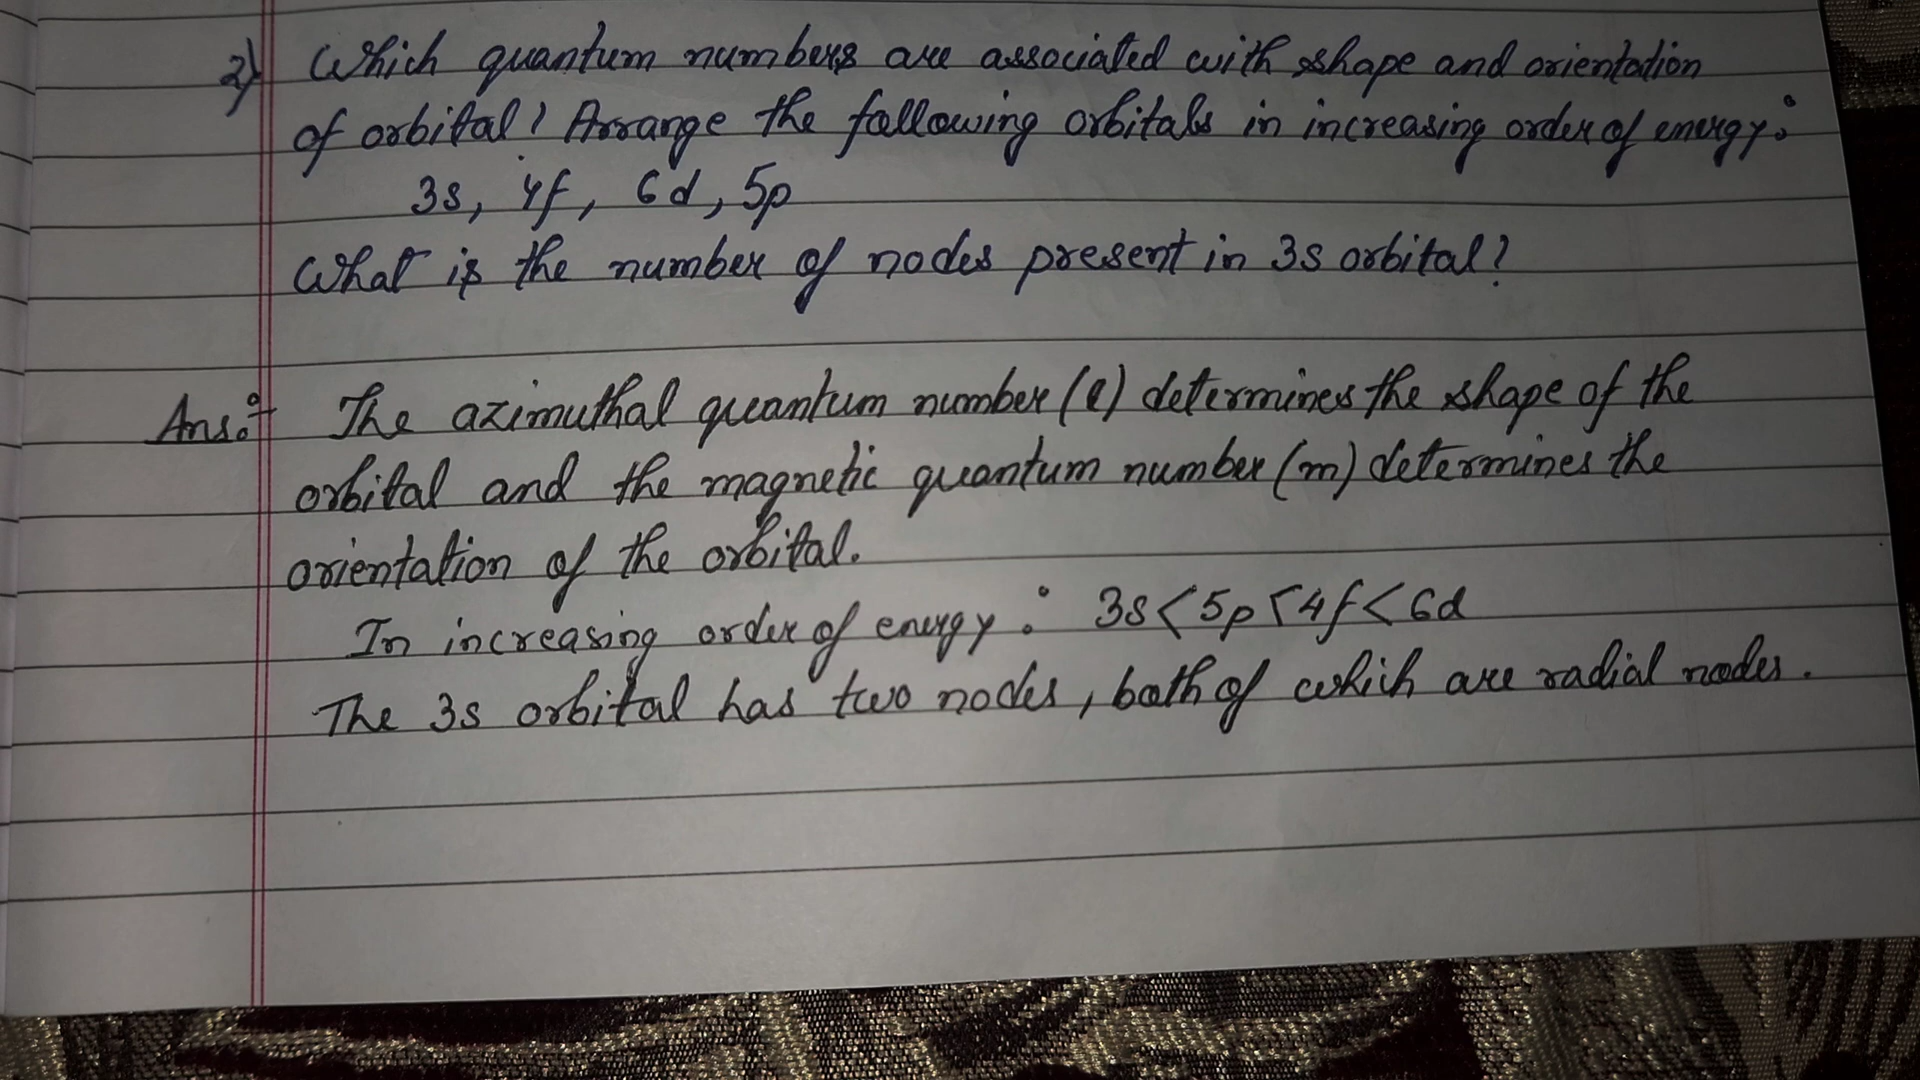 2) Which quantum numbers are associated with shape and orientation
of orbital? Arrange the following orbitals in increasing order of energy:
3s, 4f, 6d, 5p
What is the number of nodes present in 3s orbital?
Ans:- The azimuthal quantum number (l) determines the shape of the
orbital and the magnetic quantum number (m) determines the
orientation of the orbital.
In increasing order of energy: 3s < 5p < 4f < 6d
The 3s orbital has two nodes, both of which are radial nodes.